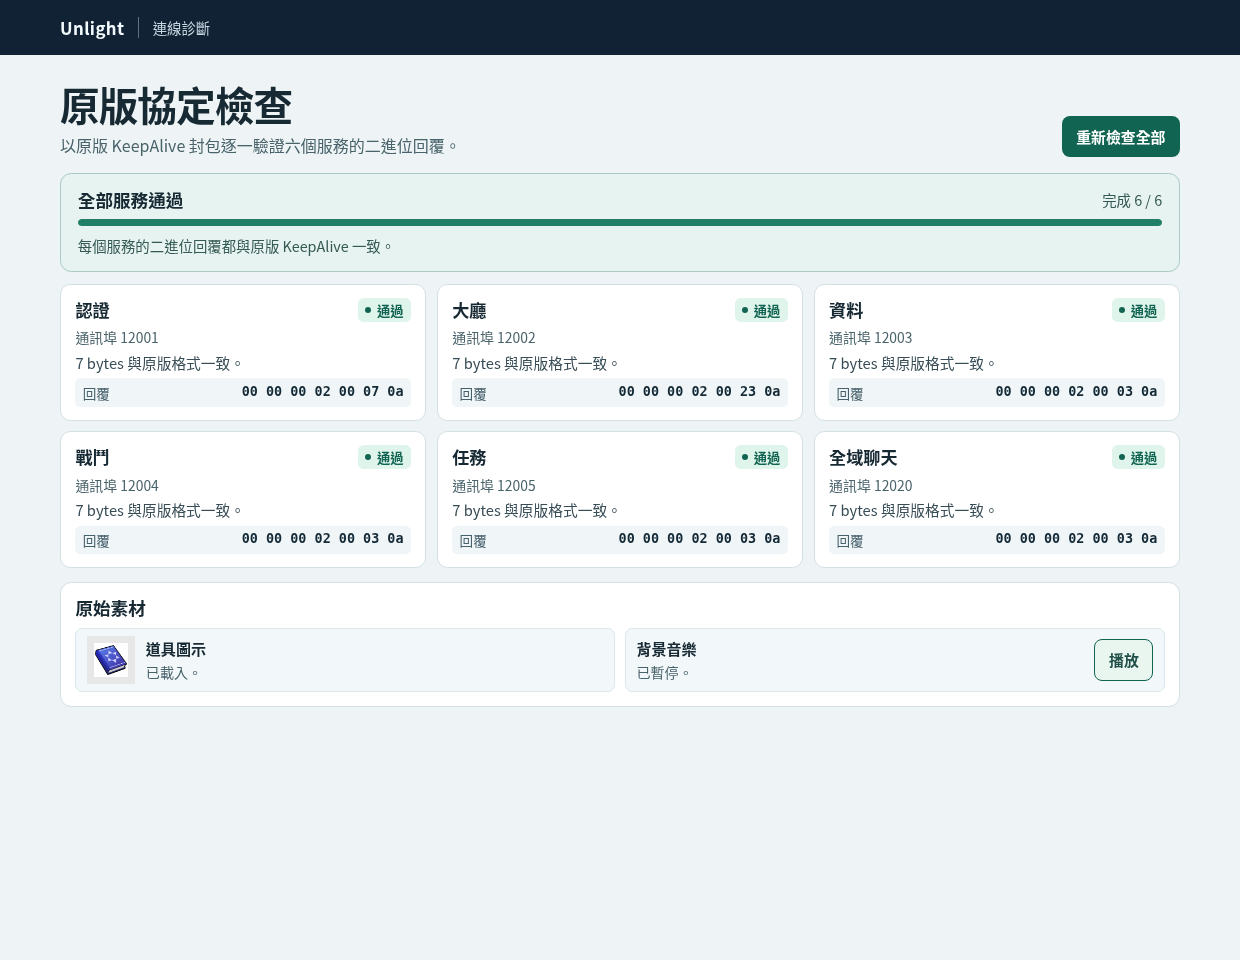 Unlight
連線診斷
原版協定檢查
以原版 KeepAlive 封包逐一驗證六個服務的二進位回覆。
重新檢查全部
全部服務通過
完成 6 / 6
每個服務的二進位回覆都與原版 KeepAlive 一致。
認證
通過
通訊埠 12001
7 bytes 與原版格式一致。
回覆 00 00 00 02 00 07 0a
大廳
通過
通訊埠 12002
7 bytes 與原版格式一致。
回覆 00 00 00 02 00 23 0a
資料
通過
通訊埠 12003
7 bytes 與原版格式一致。
回覆 00 00 00 02 00 03 0a
戰鬥
通過
通訊埠 12004
7 bytes 與原版格式一致。
回覆 00 00 00 02 00 03 0a
任務
通過
通訊埠 12005
7 bytes 與原版格式一致。
回覆 00 00 00 02 00 03 0a
全域聊天
通過
通訊埠 12020
7 bytes 與原版格式一致。
回覆 00 00 00 02 00 03 0a
原始素材
道具圖示
已載入。
背景音樂
已暫停。
播放